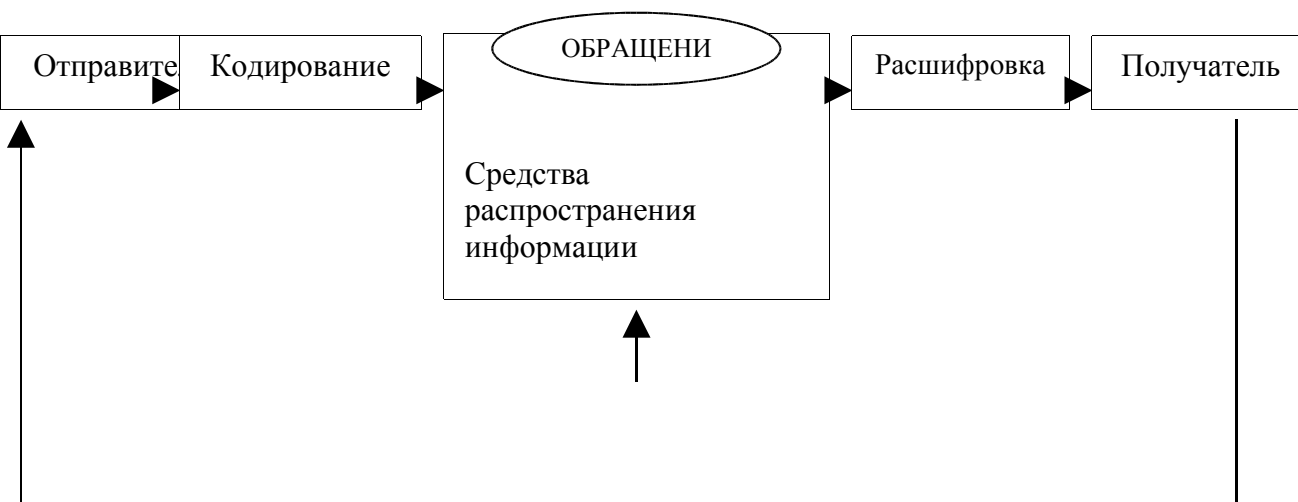 ОБРАЩЕНИ
Отправите
Кодирование
Расшифровка
Получатель
Средства
распространения
информации